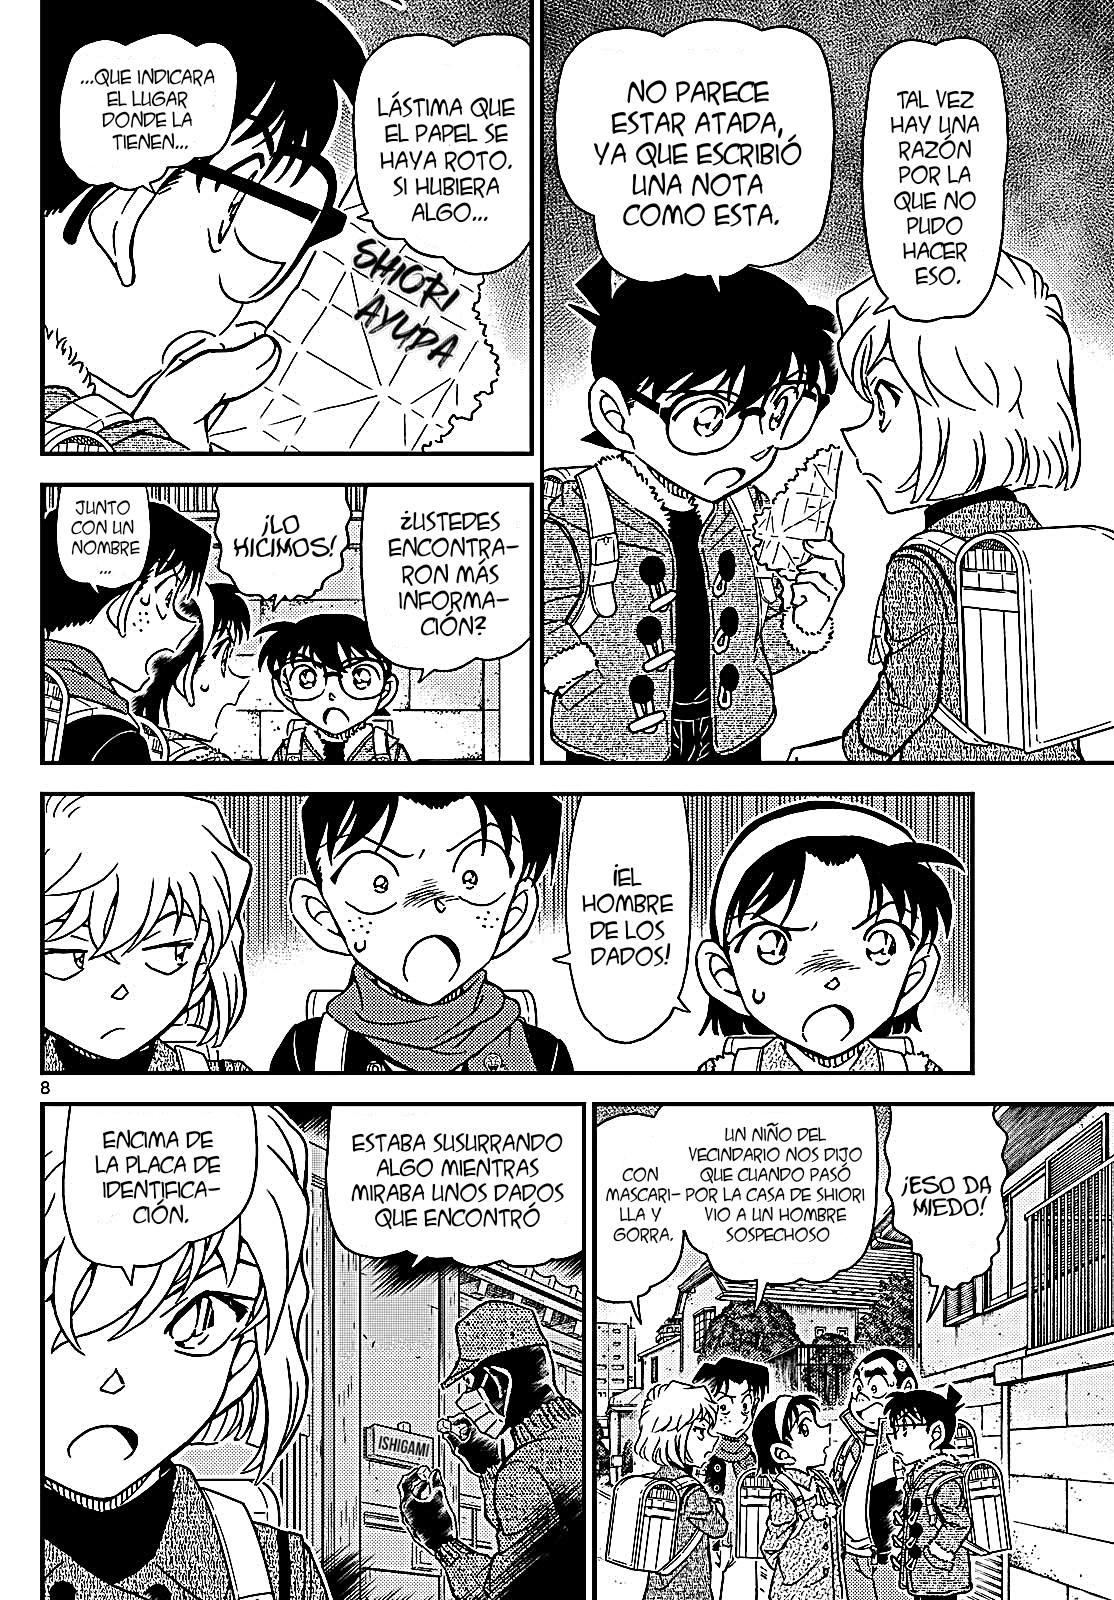 NO PARECE
ESTAR ATADA,
YA QUE ESCRIBIÓ
UNA NOTA
COMO ESTA.
TAL VEZ
HAY UNA
RAZÓN
POR LA
QUE NO
PUDO
HACER
ESO.
LÁSTIMA QUE
EL PAPEL SE
HAYA ROTO.
SI HUBIERA
ALGO...
...QUE INDICARA
EL LUGAR
DONDE LA
TIENEN...
SHIORI
AYUDA
¿USTEDES
ENCONTRA-
RON MÁS
INFORMA-
CIÓN?
¡LO
HICIMOS!
JUNTO
CON UN
NOMBRE
...
¡EL
HOMBRE
DE LOS
DADOS!
8
¡ESO DA
MIEDO!
UN NIÑO DEL
VECINDARIO NOS DIJO
QUE CUANDO PASÓ
POR LA CASA DE SHIORI
VIO A UN HOMBRE
SOSPECHOSO
CON
MASCARI-
LLA Y
GORRA.
ESTABA SUSURRANDO
ALGO MIENTRAS
MIRABA UNOS DADOS
QUE ENCONTRÓ
ENCIMA DE
LA PLACA DE
IDENTIFICA-
CIÓN.
ISHIGAMI